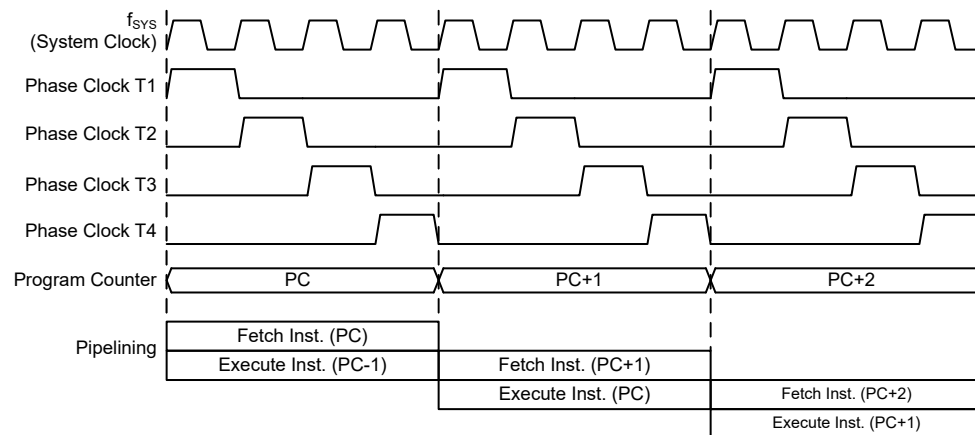 fSYS
(System Clock)
Phase Clock T1
Phase Clock T2
Phase Clock T3
Phase Clock T4
Program Counter PC PC+1 PC+2
Pipelining
Fetch Inst. (PC)
Execute Inst. (PC-1) Fetch Inst. (PC+1)
Execute Inst. (PC) Fetch Inst. (PC+2)
Execute Inst. (PC+1)